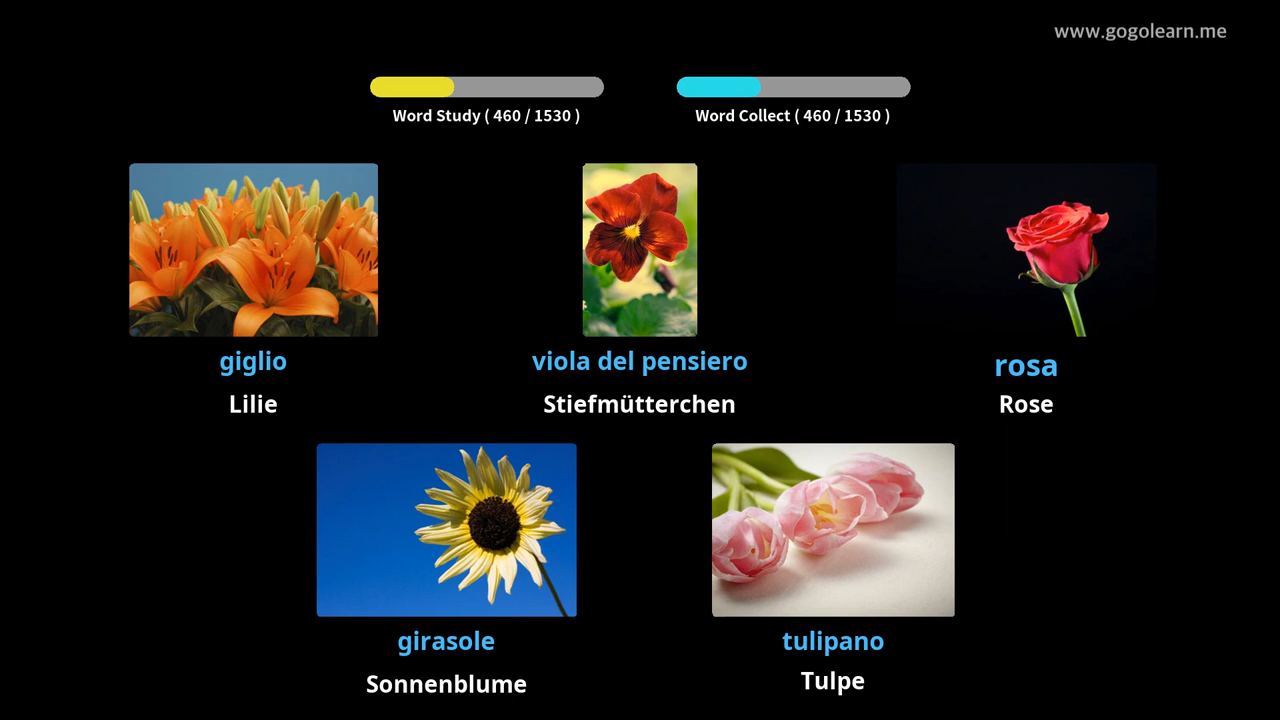 www.gogolearn.me
Word Study ( 460 / 1530 )
Word Collect ( 460 / 1530 )
giglio
Lilie
viola del pensiero
Stiefmütterchen
rosa
Rose
girasole
Sonnenblume
tulipano
Tulpe